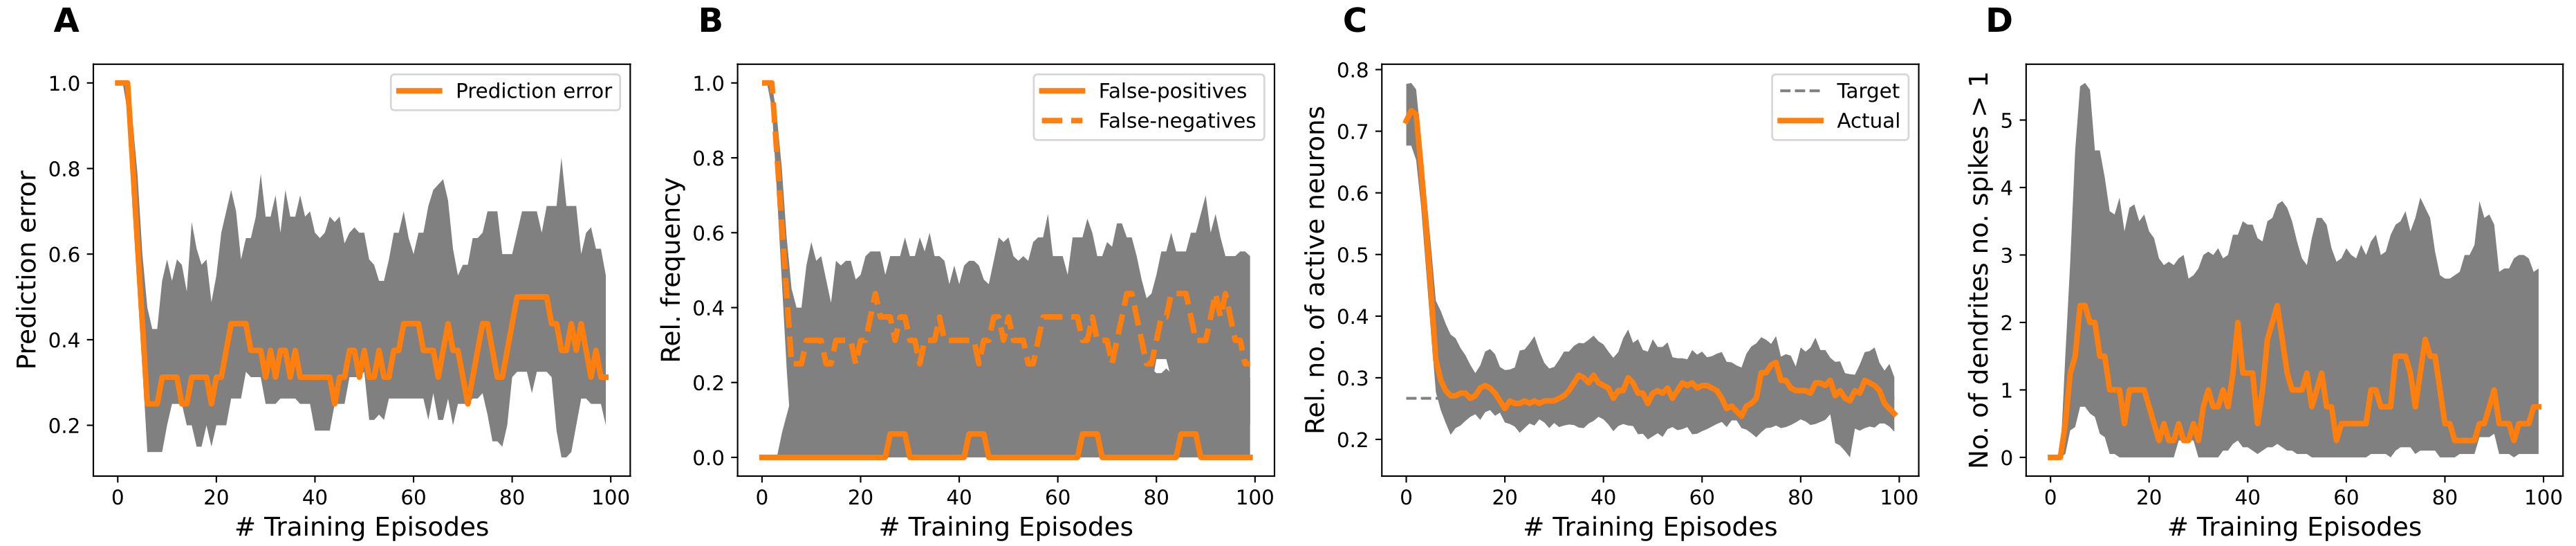 A
Prediction error
1.0
0.8
0.6
0.4
0.2
0
20
40
60
80
100
# Training Episodes
Prediction error
B
Rel. frequency
1.0
0.8
0.6
0.4
0.2
0.0
0
20
40
60
80
100
# Training Episodes
False-positives
False-negatives
C
Rel. no. of active neurons
0.8
0.7
0.6
0.5
0.4
0.3
0.2
0
20
40
60
80
100
# Training Episodes
Target
Actual
D
No. of dendrites no. spikes > 1
5
4
3
2
1
0
0
20
40
60
80
100
# Training Episodes